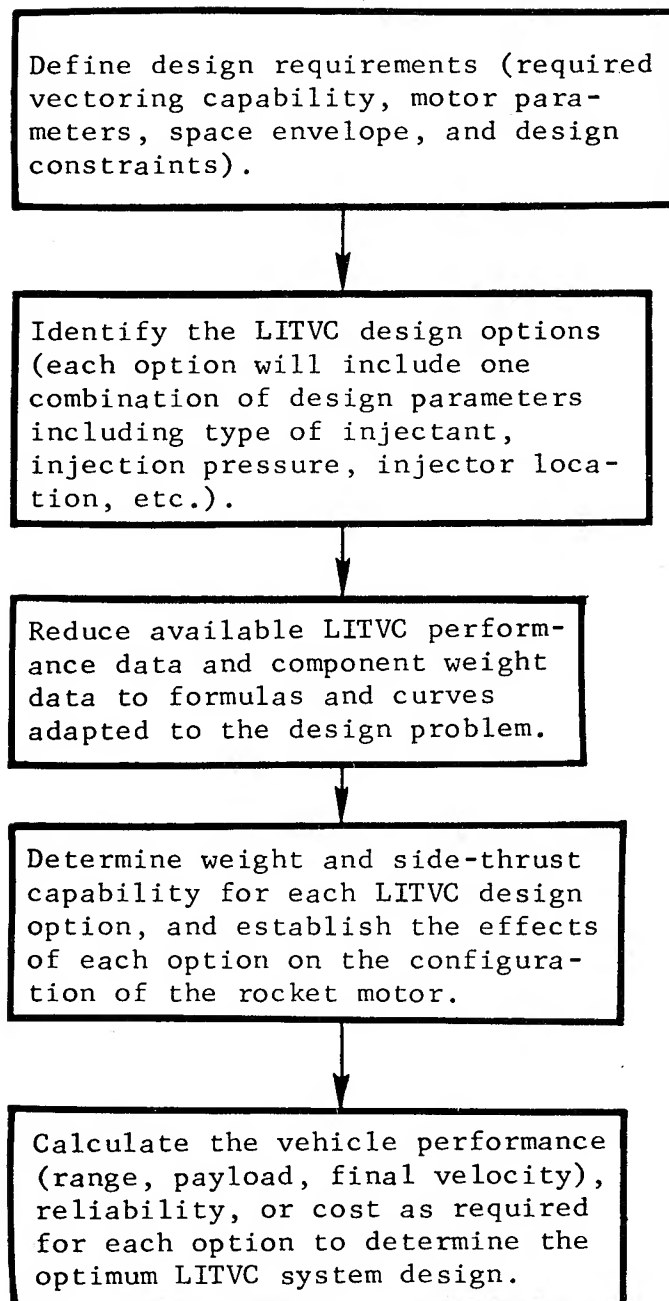 Define design requirements (required
vectoring capability, motor para-
meters, space envelope, and design
constraints).
Identify the LITVC design options
(each option will include one
combination of design parameters
including type of injectant,
injection pressure, injector loca-
tion, etc.).
Reduce available LITVC perform-
ance data and component weight
data to formulas and curves
adapted to the design problem.
Determine weight and side-thrust
capability for each LITVC design
option, and establish the effects
of each option on the configura-
tion of the rocket motor.
Calculate the vehicle performance
(range, payload, final velocity),
reliability, or cost as required
for each option to determine the
optimum LITVC system design.